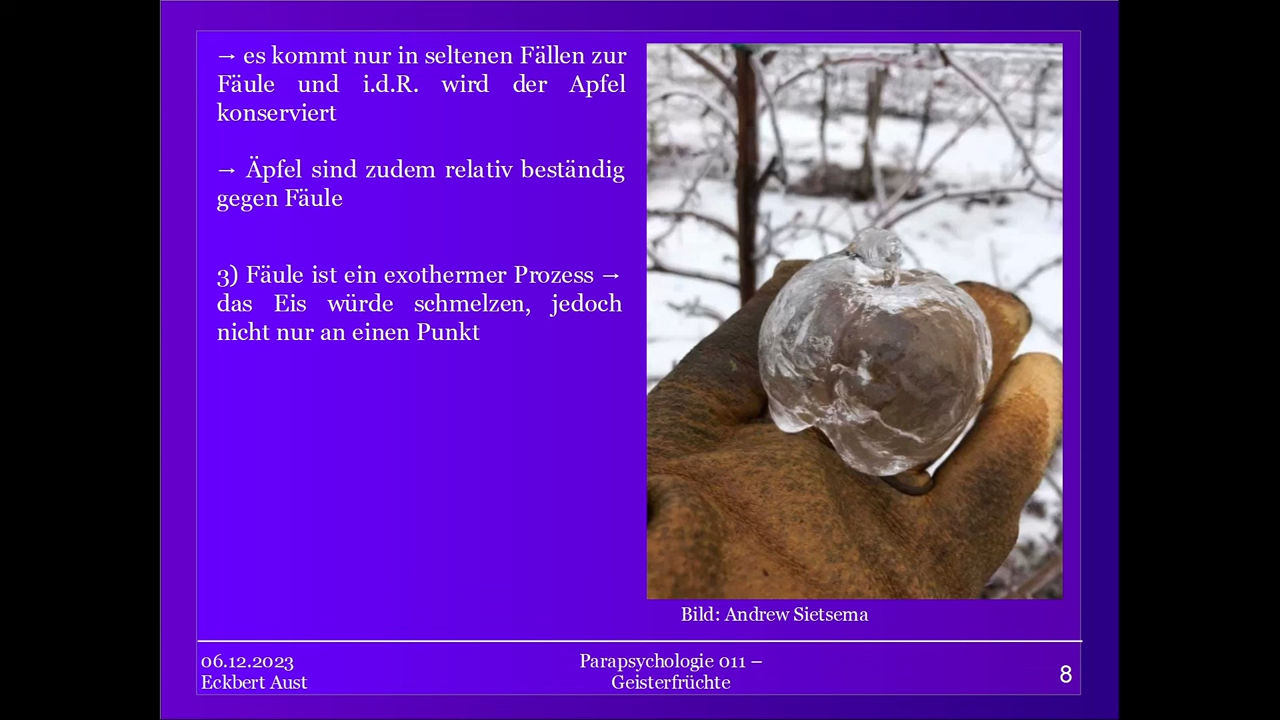 → es kommt nur in seltenen Fällen zur
Fäule und i.d.R. wird der Apfel
konserviert
→ Äpfel sind zudem relativ beständig
gegen Fäule
3) Fäule ist ein exothermer Prozess →
das Eis würde schmelzen, jedoch
nicht nur an einen Punkt
Bild: Andrew Sietsema
06.12.2023
Eckbert Aust
Parapsychologie 011 –
Geisterfrüchte
8